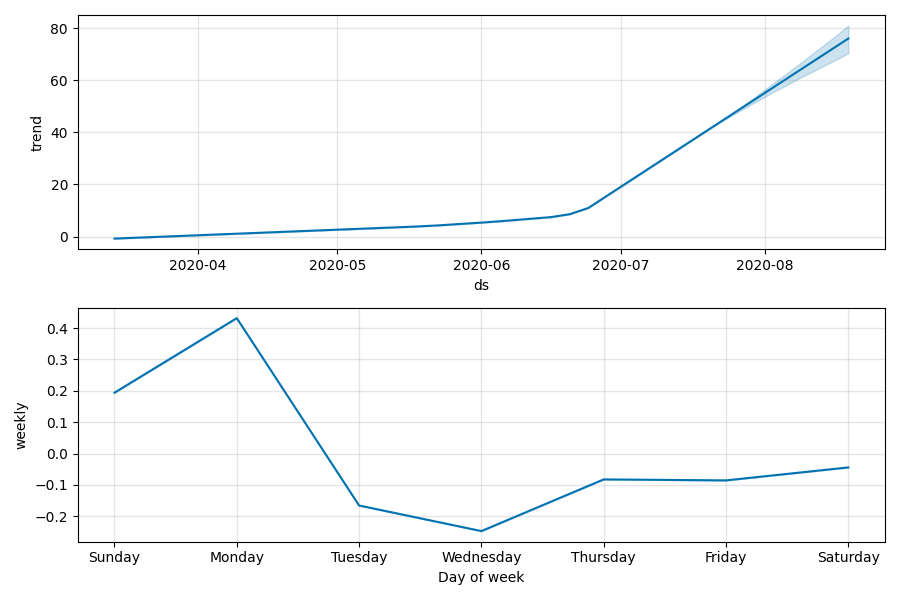 80
60
40
20
0
trend
2020-04 2020-05 2020-06 2020-07 2020-08
ds
0.4
0.3
0.2
0.1
0.0
−0.1
−0.2
weekly
Sunday Monday Tuesday Wednesday Thursday Friday Saturday
Day of week